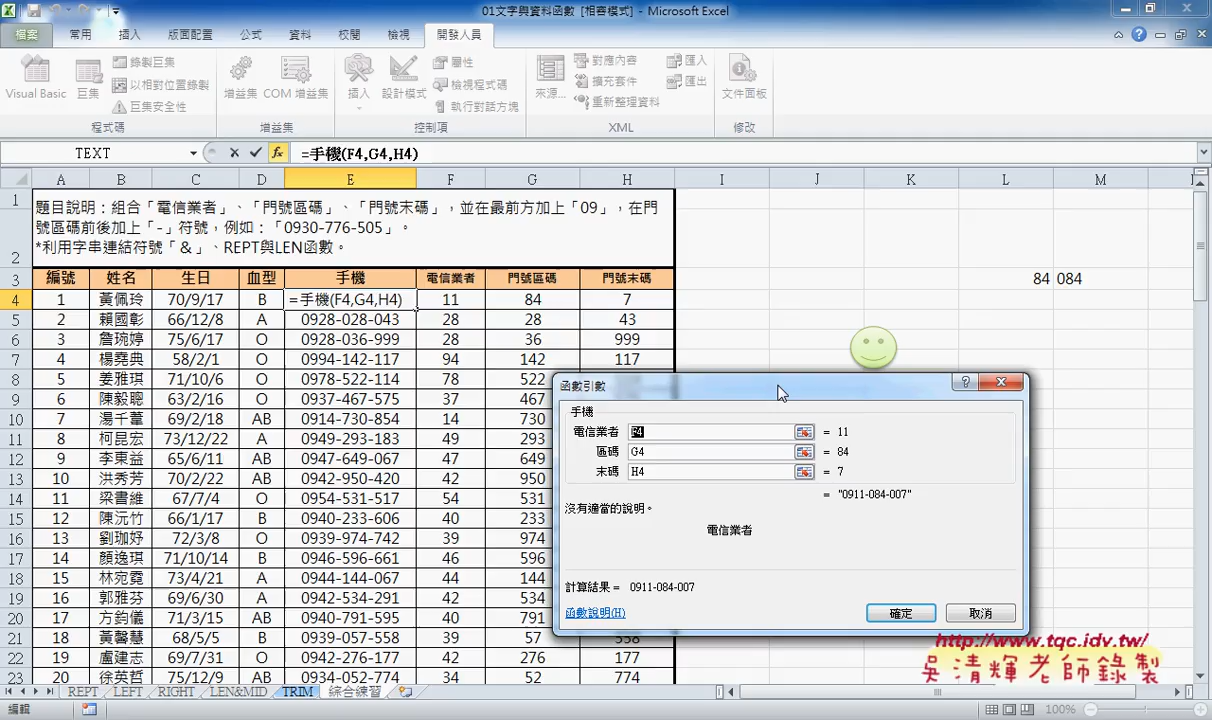 01文字與資料函數 [相容模式] - Microsoft Excel
檔案 常用 插入 版面配置 公式 資料 校閱 檢視 開發人員
Visual Basic 巨集 錄製巨集 以相對位置錄製 巨集安全性 增益集 COM 增益集 插入 設計模式 屬性 檢視程式碼 執行對話方塊 來源... 對應內容 擴充套件 重新整理資料 匯入 匯出 文件面板
程式碼 增益集 控制項 XML 修改
TEXT fx =手機(F4,G4,H4)
A B C D E F G H I J K L M
1 題目說明：組合「電信業者」、「門號區碼」、「門號末碼」，並在最前方加上「09」，在門
號區碼前後加上「-」符號，例如：「0930-776-505」。
2 *利用字串連結符號「&」、REPT與LEN函數。
3 編號 姓名 生日 血型 手機 電信業者 門號區碼 門號末碼 84 084
4 1 黃佩玲 70/9/17 B =手機(F4,G4,H4) 11 84 7
5 2 賴國彰 66/12/8 A 0928-028-043 28 28 43
6 3 詹琬婷 75/6/17 O 0928-036-999 28 36 999
7 4 楊堯典 58/2/1 O 0994-142-117 94 142 117
8 5 姜雅琪 71/10/6 O 0978-522-114 78 522
9 6 陳毅聰 63/2/16 O 0937-467-575 37 467
10 7 湯千葦 69/2/18 AB 0914-730-854 14 730
11 8 柯昆宏 73/12/22 A 0949-293-183 49 293
12 9 李東益 65/6/11 AB 0947-649-067 47 649
13 10 洪秀芳 70/2/22 AB 0942-950-420 42 950
14 11 梁書維 67/7/4 O 0954-531-517 54 531
15 12 陳沅竹 66/1/17 B 0940-233-606 40 233
16 13 劉珈妤 72/3/8 O 0939-974-742 39 974
17 14 顏逸琪 71/10/14 B 0946-596-661 46 596
18 15 林宛霓 73/4/21 A 0944-144-067 44 144
19 16 郭雅芬 69/6/30 A 0942-534-291 42 534
20 17 方鈞儀 71/3/15 AB 0940-791-595 40 791
21 18 黃馨慧 68/5/5 B 0939-057-558 39 57 558
22 19 盧建志 69/7/31 O 0942-276-177 42 276 177
23 20 徐英哲 75/12/9 AB 0934-052-774 34 52 774
函數引數
手機
電信業者 F4 = 11
區碼 G4 = 84
末碼 H4 = 7
= "0911-084-007"
沒有適當的說明。
電信業者
計算結果 = 0911-084-007
函數說明(H) 確定 取消
http://www.tqc.idv.tw/
吳清輝老師錄製
REPT LEFT RIGHT LEN&MID TRIM 綜合練習
編輯 100%